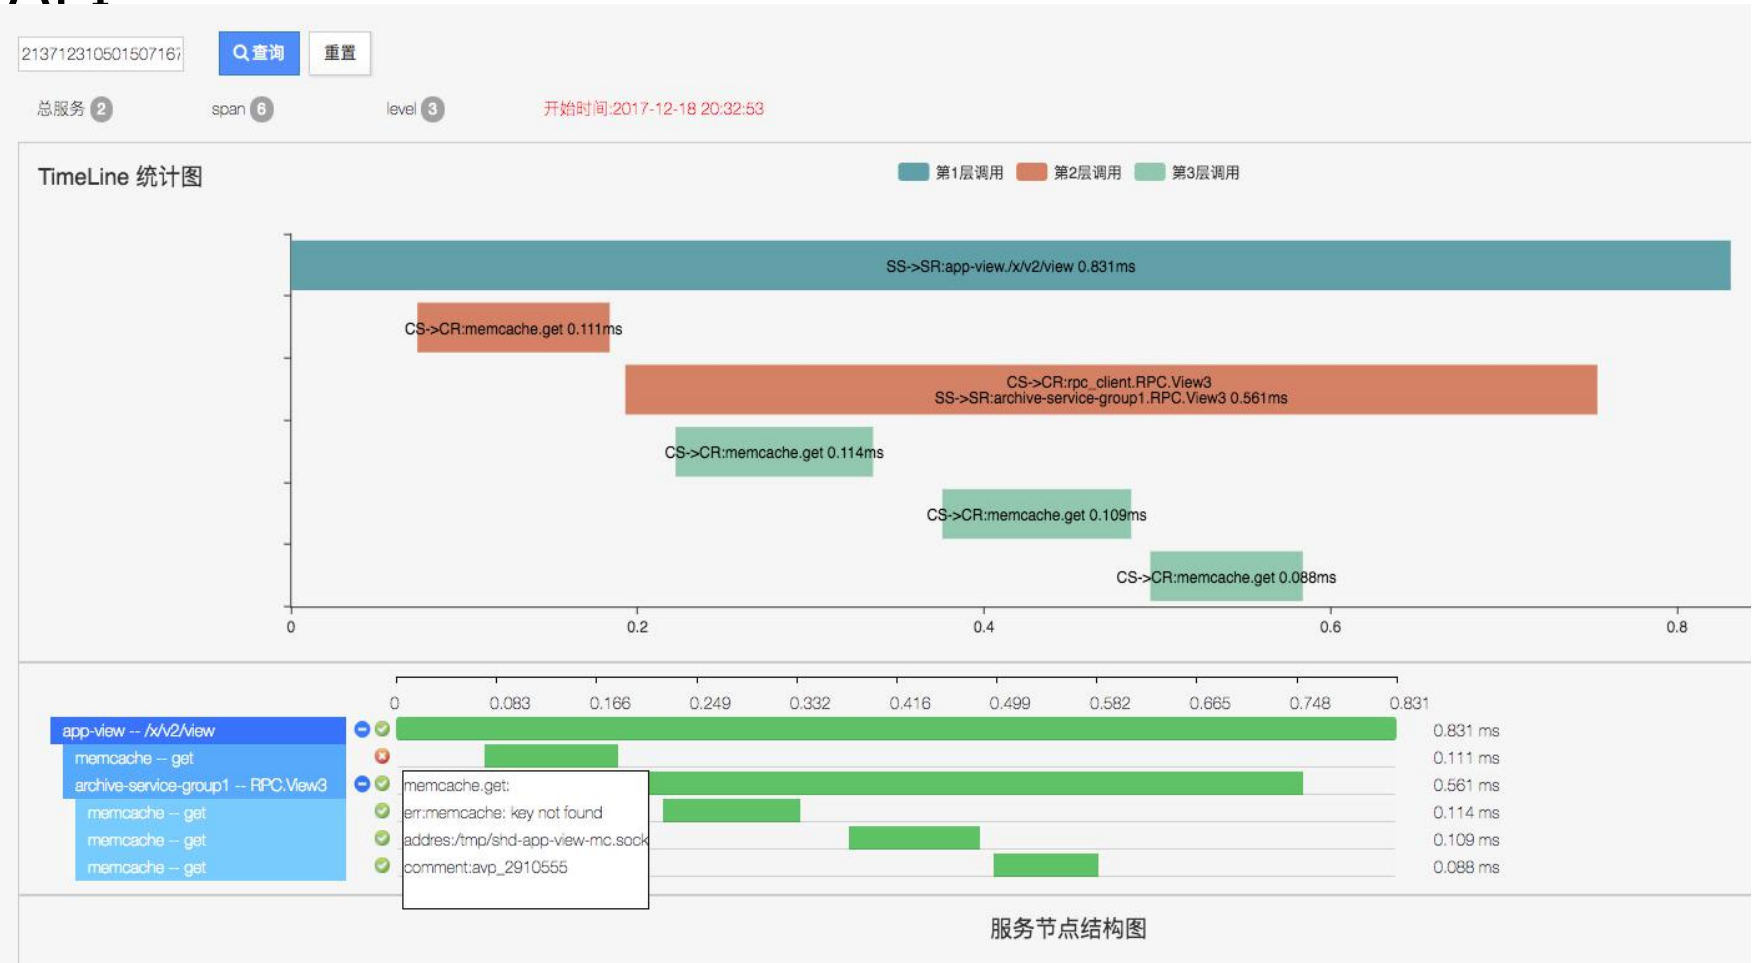 213712310501507167
查询
重置
总服务 2
span 6
level 3
开始时间:2017-12-18 20:32:53
TimeLine 统计图
第1层调用
第2层调用
第3层调用
SS->SR:app-view./x/v2/view 0.831ms
CS->CR:memcache.get 0.111ms
CS->CR:rpc_client.RPC.View3
SS->SR:archive-service-group1.RPC.View3 0.561ms
CS->CR:memcache.get 0.114ms
CS->CR:memcache.get 0.109ms
CS->CR:memcache.get 0.088ms
0 0.2 0.4 0.6 0.8
0 0.083 0.166 0.249 0.332 0.416 0.499 0.582 0.665 0.748 0.831
app-view -- /x/v2/view 0.831 ms
memcache -- get 0.111 ms
archive-service-group1 -- RPC.View3 0.561 ms
memcache -- get 0.114 ms
memcache -- get 0.109 ms
memcache -- get 0.088 ms
memcache.get:
err:memcache: key not found
addres:/tmp/shd-app-view-mc.sock
comment:avp_2910555
服务节点结构图